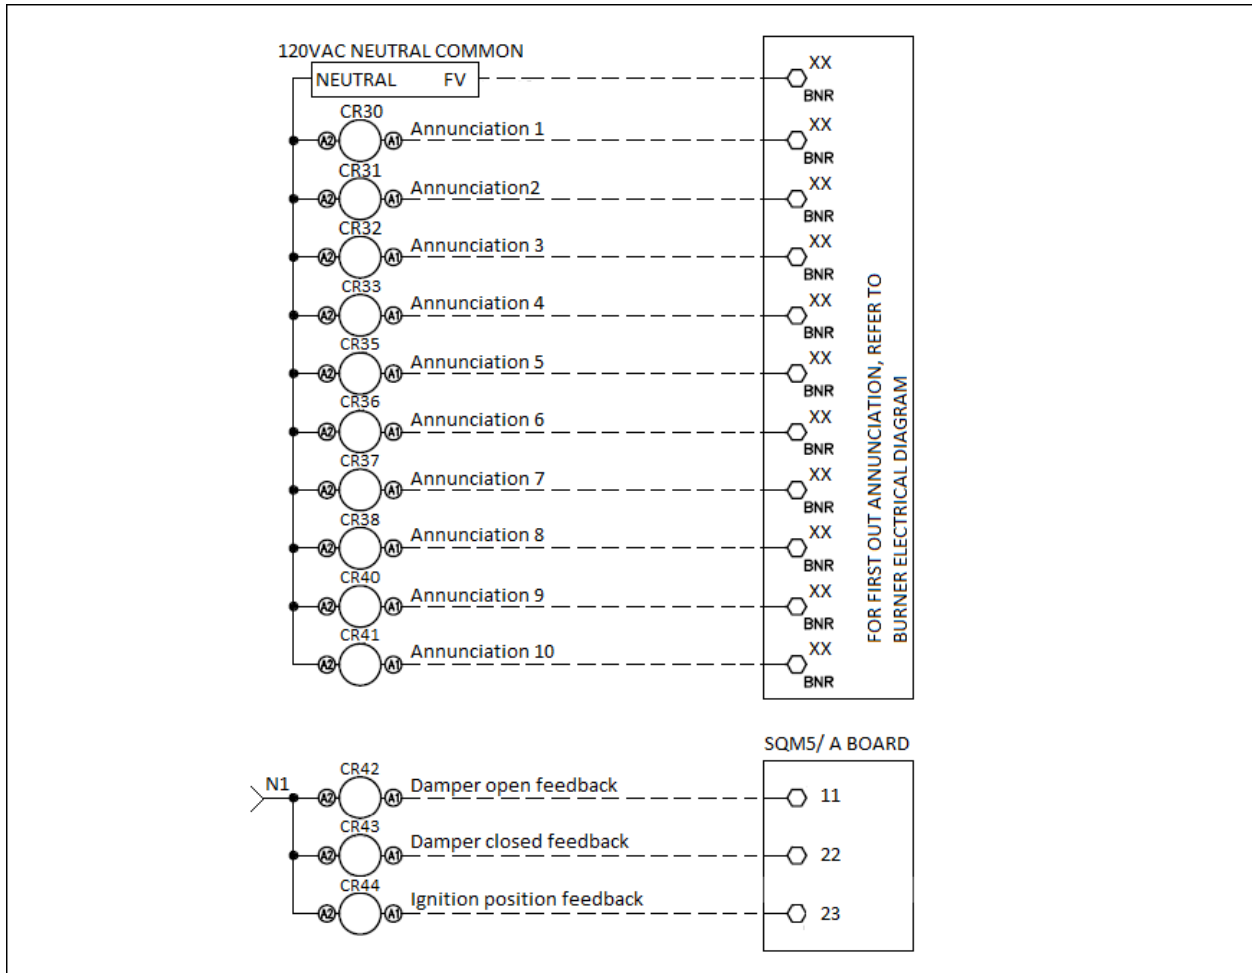 120VAC NEUTRAL COMMON
NEUTRAL FV
XX
BNR
CR30
A2 A1 Annunciation 1
XX
BNR
CR31
A2 A1 Annunciation2
XX
BNR
CR32
A2 A1 Annunciation 3
XX
BNR
CR33
A2 A1 Annunciation 4
XX
BNR
CR35
A2 A1 Annunciation 5
XX
BNR
CR36
A2 A1 Annunciation 6
XX
BNR
CR37
A2 A1 Annunciation 7
XX
BNR
CR38
A2 A1 Annunciation 8
XX
BNR
CR40
A2 A1 Annunciation 9
XX
BNR
CR41
A2 A1 Annunciation 10
XX
BNR
FOR FIRST OUT ANNUNCIATION, REFER TO
BURNER ELECTRICAL DIAGRAM
SQM5/ A BOARD
N1
CR42
A2 A1 Damper open feedback 11
CR43
A2 A1 Damper closed feedback 22
CR44
A2 A1 Ignition position feedback 23